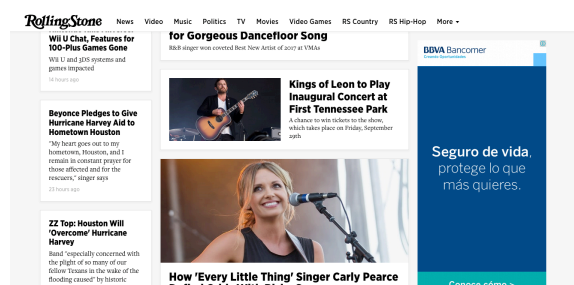 RollingStone
News Video Music Politics TV Movies Video Games RS Country RS Hip-Hop More
Wii U Chat, Features for
100-Plus Games Gone
Wii U and 3DS systems and
games impacted
14 hours ago
Beyonce Pledges to Give
Hurricane Harvey Aid to
Hometown Houston
"My heart goes out to my
hometown, Houston, and I
remain in constant prayer for
those affected and for the
rescuers," singer says
23 hours ago
ZZ Top: Houston Will
'Overcome' Hurricane
Harvey
Band "especially concerned with
the plight of so many of our
fellow Texans in the wake of the
flooding caused" by historic
for Gorgeous Dancefloor Song
R&B singer won coveted Best New Artist of 2017 at VMAs
Kings of Leon to Play
Inaugural Concert at
First Tennessee Park
A chance to win tickets to the show,
which takes place on Friday, September
29th
How 'Every Little Thing' Singer Carly Pearce
BBVA Bancomer
Creando Oportunidades
Seguro de vida,
protege lo que
más quieres.
Conoce cómo >